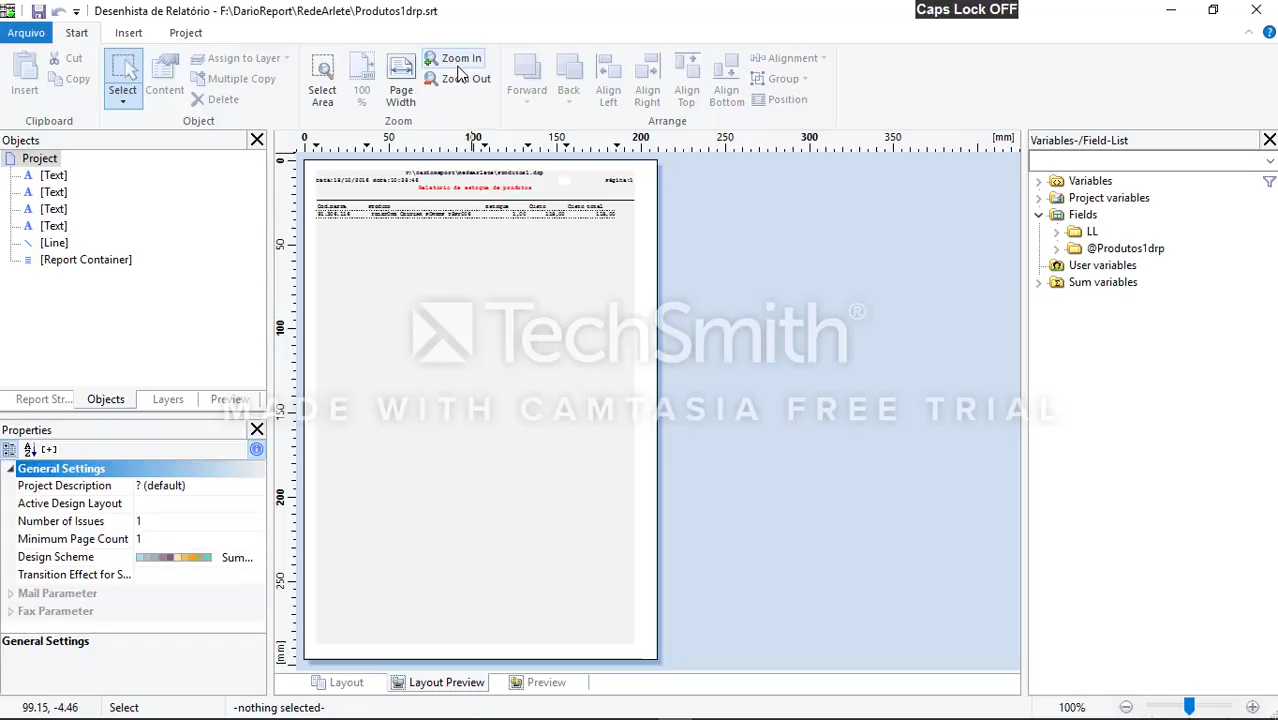 Caps Lock OFF
Desenhista de Relatório - F:\DarioReport\RedeArlete\Produtos1drp.srt
Arquivo
Start
Insert
Project
Insert
Cut
Copy
Clipboard
Select
Content
Assign to Layer
Multiple Copy
Delete
Object
Select Area
100 %
Page Width
Zoom In
Zoom Out
Zoom
Forward
Back
Align Left
Align Right
Align Top
Align Bottom
Alignment
Group
Position
Arrange
Objects
Project
[Text]
[Text]
[Text]
[Text]
[Line]
[Report Container]
Report Str...
Objects
Layers
Preview
Properties
[+]
General Settings
Project Description ? (default)
Active Design Layout
Number of Issues 1
Minimum Page Count 1
Design Scheme Sum...
Transition Effect for S...
Mail Parameter
Fax Parameter
General Settings
0 50 100 150 200 250 300 350 [mm]
0
50
100
150
200
250
[mm]
Relatorio de estoque de produtos
TechSmith®
MADE WITH CAMTASIA FREE TRIAL
Layout
Layout Preview
Preview
Variables-/Field-List
Variables
Project variables
Fields
LL
@Produtos1drp
User variables
Sum variables
99.15, -4.46
Select
-nothing selected-
100%